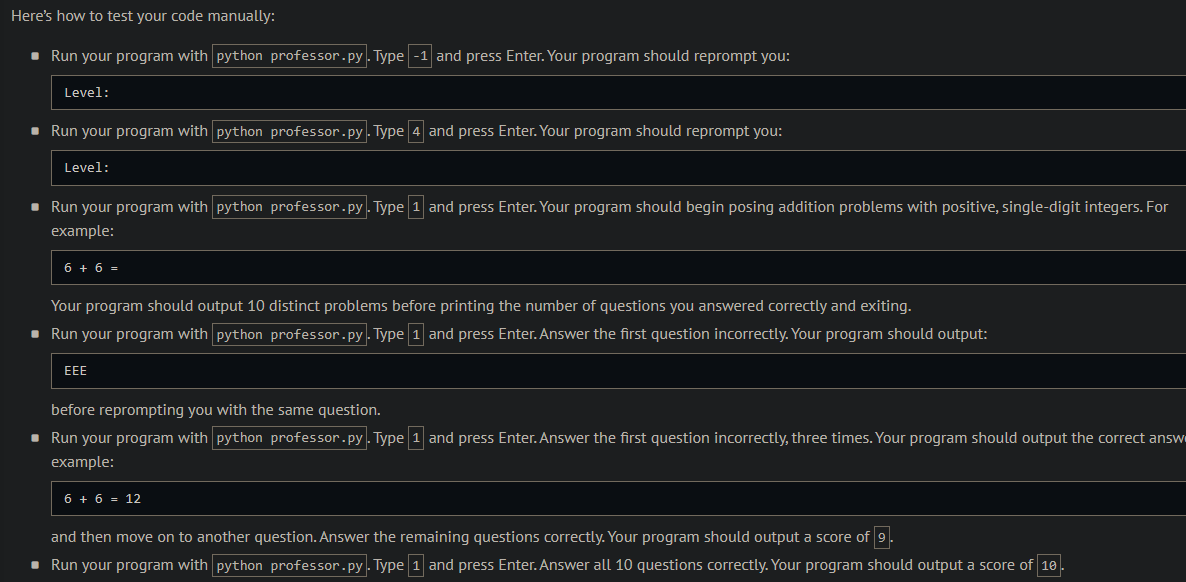 Here's how to test your code manually:
Run your program with python professor.py. Type -1 and press Enter. Your program should reprompt you:
Level:
Run your program with python professor.py. Type 4 and press Enter. Your program should reprompt you:
Level:
Run your program with python professor.py. Type 1 and press Enter. Your program should begin posing addition problems with positive, single-digit integers. For
example:
6 + 6 =
Your program should output 10 distinct problems before printing the number of questions you answered correctly and exiting.
Run your program with python professor.py. Type 1 and press Enter. Answer the first question incorrectly. Your program should output:
EEE
before reprompting you with the same question.
Run your program with python professor.py. Type 1 and press Enter. Answer the first question incorrectly, three times. Your program should output the correct
example:
6 + 6 = 12
and then move on to another question. Answer the remaining questions correctly. Your program should output a score of 9.
Run your program with python professor.py. Type 1 and press Enter. Answer all 10 questions correctly. Your program should output a score of 10.